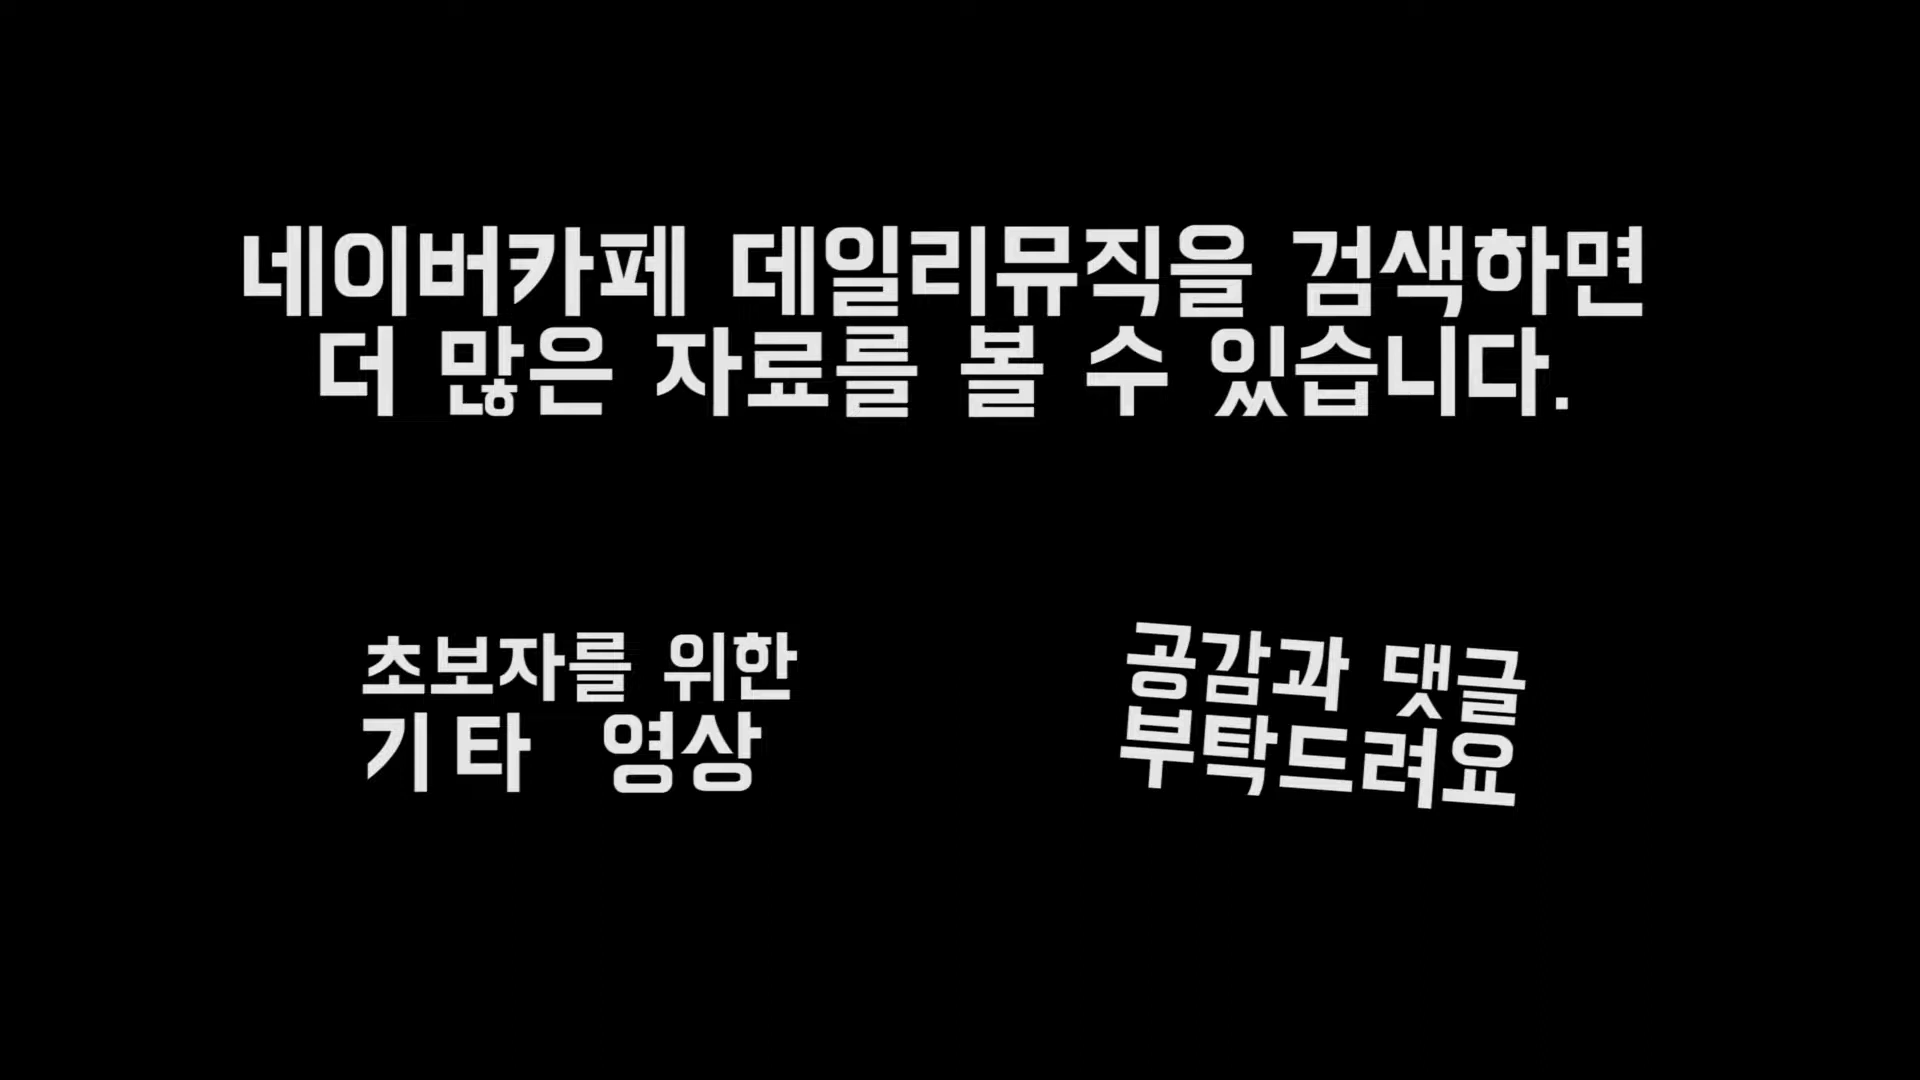 네이버카페 데일리뮤직을 검색하면
더 많은 자료를 볼 수 있습니다.
초보자를 위한
기타 영상
공감과 댓글
부탁드려요